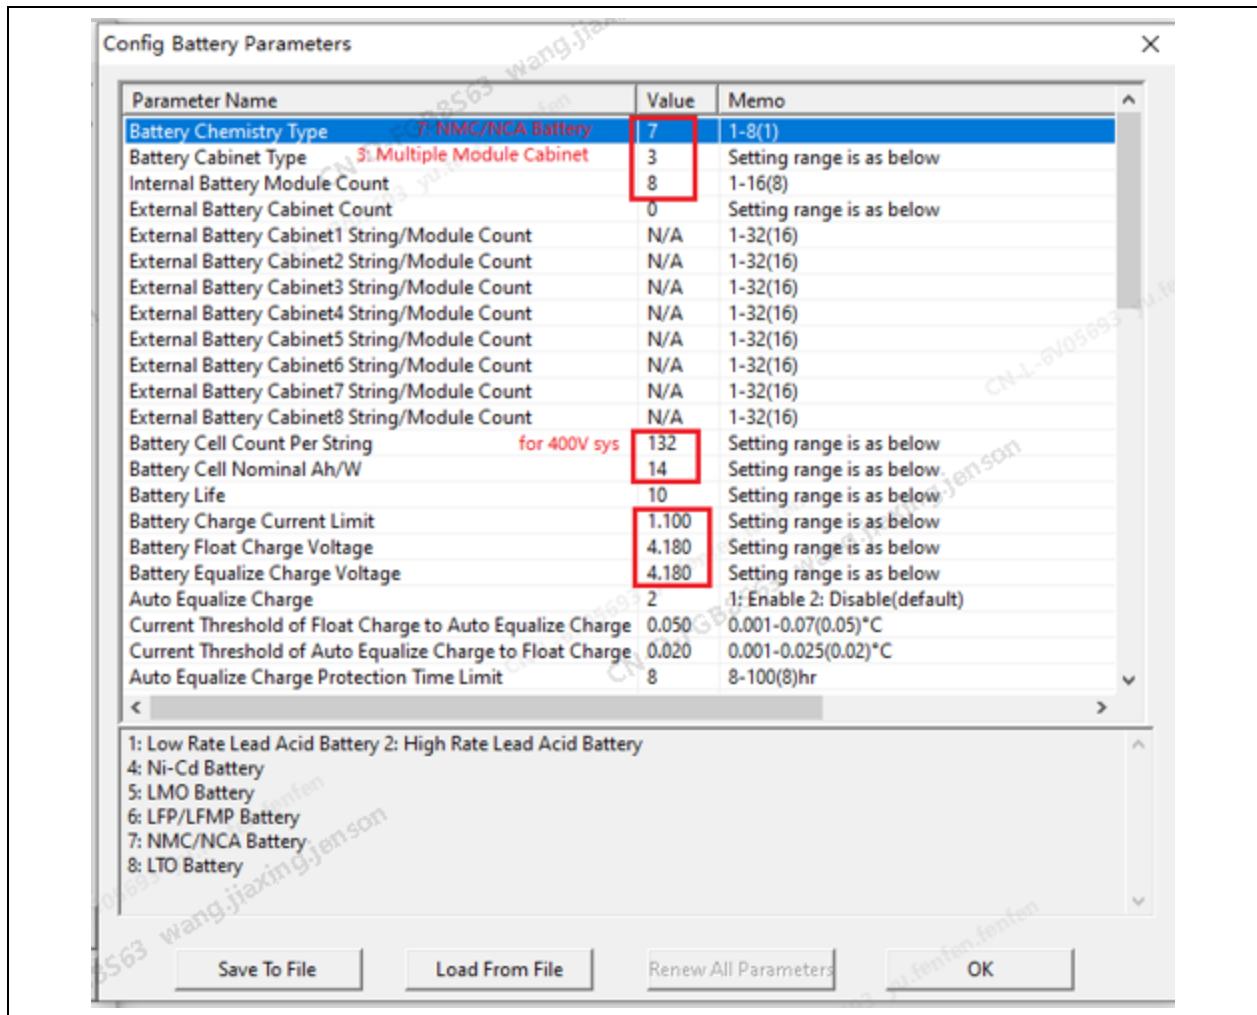 Config Battery Parameters
Parameter Name Value Memo
Battery Chemistry Type 7: NMC/NCA Battery 7 1-8(1)
Battery Cabinet Type 3: Multiple Module Cabinet 3 Setting range is as below
Internal Battery Module Count 8 1-16(8)
External Battery Cabinet Count 0 Setting range is as below
External Battery Cabinet1 String/Module Count N/A 1-32(16)
External Battery Cabinet2 String/Module Count N/A 1-32(16)
External Battery Cabinet3 String/Module Count N/A 1-32(16)
External Battery Cabinet4 String/Module Count N/A 1-32(16)
External Battery Cabinet5 String/Module Count N/A 1-32(16)
External Battery Cabinet6 String/Module Count N/A 1-32(16)
External Battery Cabinet7 String/Module Count N/A 1-32(16)
External Battery Cabinet8 String/Module Count N/A 1-32(16)
Battery Cell Count Per String for 400V sys 132 Setting range is as below
Battery Cell Nominal Ah/W 14 Setting range is as below
Battery Life 10 Setting range is as below
Battery Charge Current Limit 1.100 Setting range is as below
Battery Float Charge Voltage 4.180 Setting range is as below
Battery Equalize Charge Voltage 4.180 Setting range is as below
Auto Equalize Charge 2 1: Enable 2: Disable(default)
Current Threshold of Float Charge to Auto Equalize Charge 0.050 0.001-0.07(0.05)*C
Current Threshold of Auto Equalize Charge to Float Charge 0.020 0.001-0.025(0.02)*C
Auto Equalize Charge Protection Time Limit 8 8-100(8)hr
1: Low Rate Lead Acid Battery 2: High Rate Lead Acid Battery
4: Ni-Cd Battery
5: LMO Battery
6: LFP/LFMP Battery
7: NMC/NCA Battery
8: LTO Battery
Save To File Load From File Renew All Parameters OK